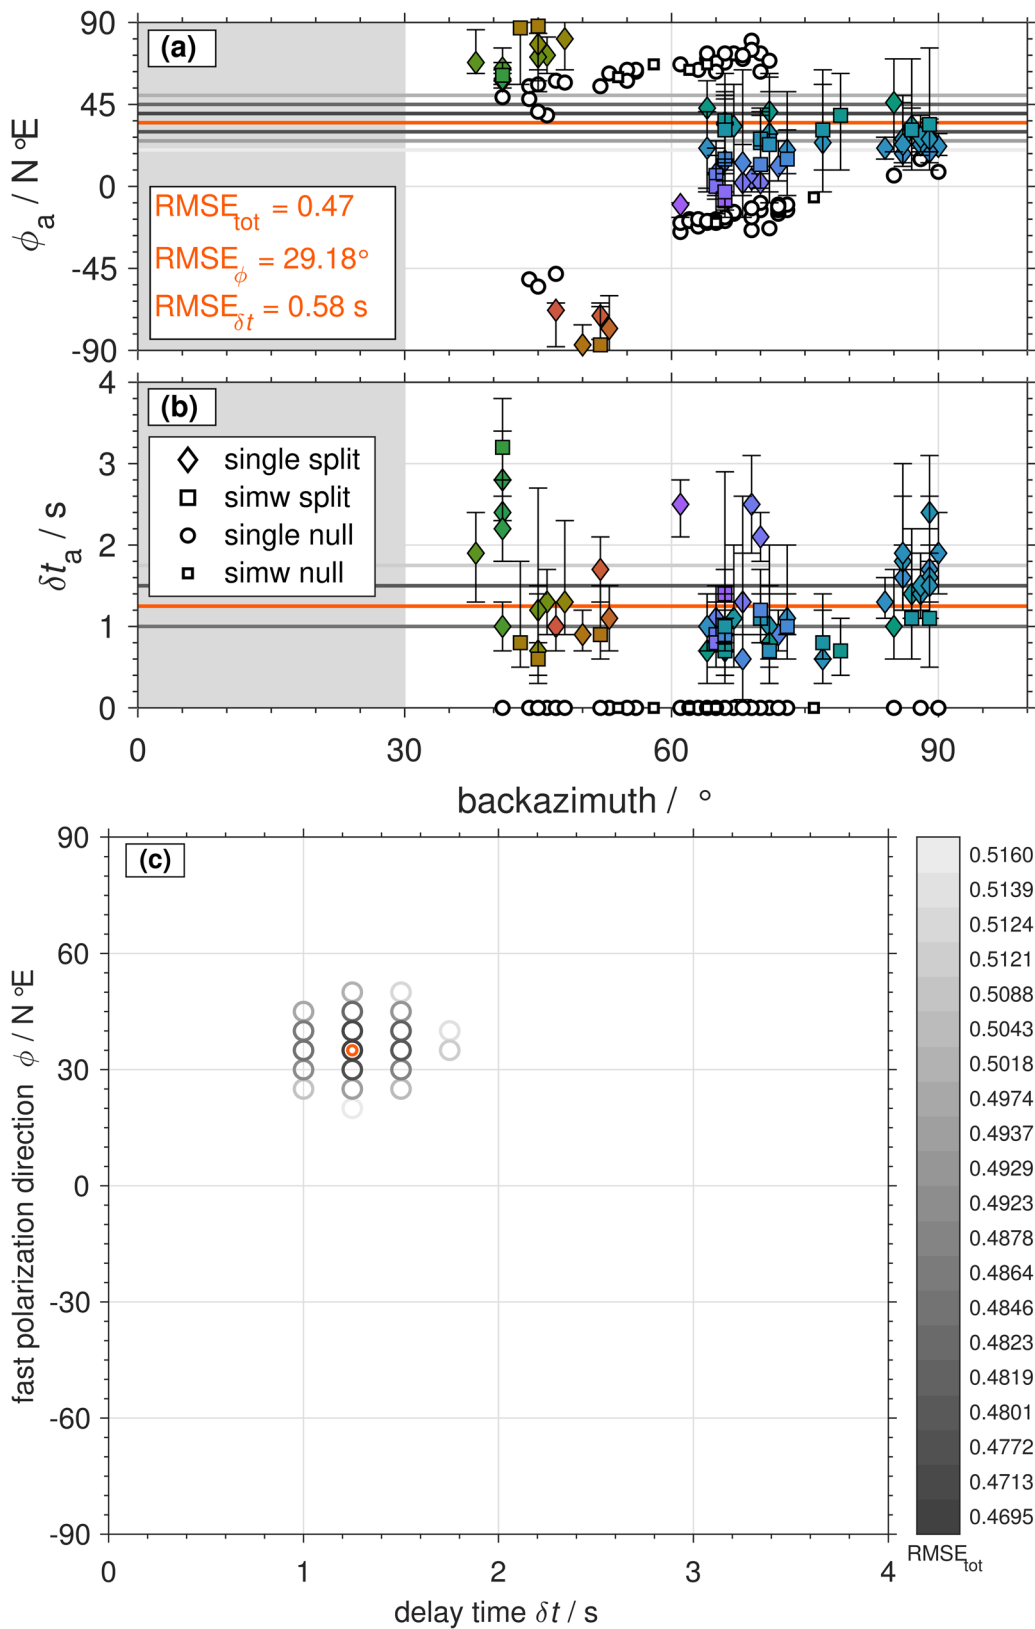 90
45
0
-45
-90
ϕa / N °E
(a)
RMSEtot = 0.47
RMSEϕ = 29.18°
RMSEδt = 0.58 s
4
3
2
1
0
δta / s
(b)
single split
simw split
single null
simw null
0 30 60 90
backazimuth / °
90
60
30
0
-30
-60
-90
fast polarization direction ϕ / N °E
(c)
0 1 2 3 4
delay time δt / s
0.5160
0.5139
0.5124
0.5121
0.5088
0.5043
0.5018
0.4974
0.4937
0.4929
0.4923
0.4878
0.4864
0.4846
0.4823
0.4819
0.4801
0.4772
0.4713
0.4695
RMSEtot